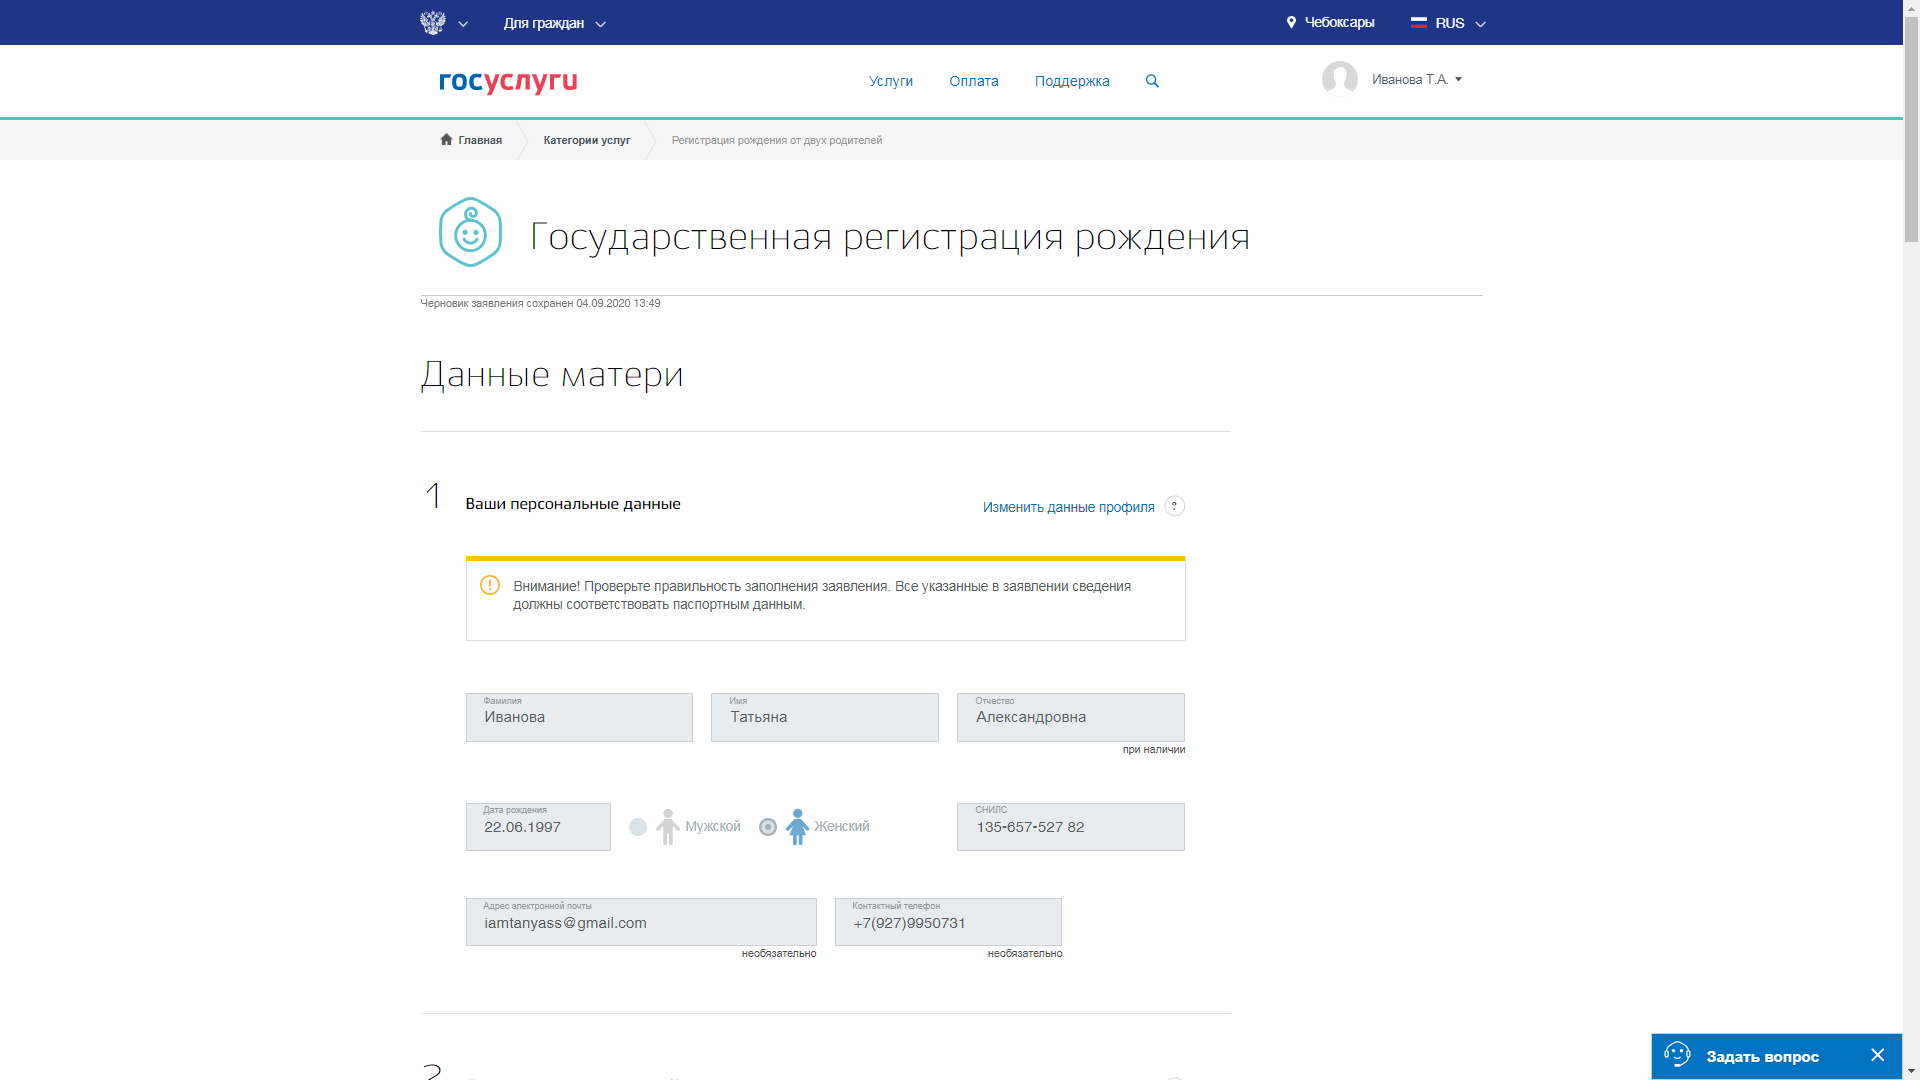 Для граждан
Чебоксары
RUS
госуслуги
Услуги
Оплата
Поддержка
Иванова Т.А.
Главная
Категории услуг
Регистрация рождения от двух родителей
Государственная регистрация рождения
Черновик заявления сохранен 04.09.2020 13:49
Данные матери
1
Ваши персональные данные
Изменить данные профиля
?
Внимание! Проверьте правильность заполнения заявления. Все указанные в заявлении сведения
должны соответствовать паспортным данным.
Фамилия
Иванова
Имя
Татьяна
Отчество
Александровна
при наличии
Дата рождения
22.06.1997
Мужской
Женский
СНИЛС
135-657-527 82
Адрес электронной почты
iamtanyass@gmail.com
необязательно
Контактный телефон
+7(927)9950731
необязательно
2
Задать вопрос